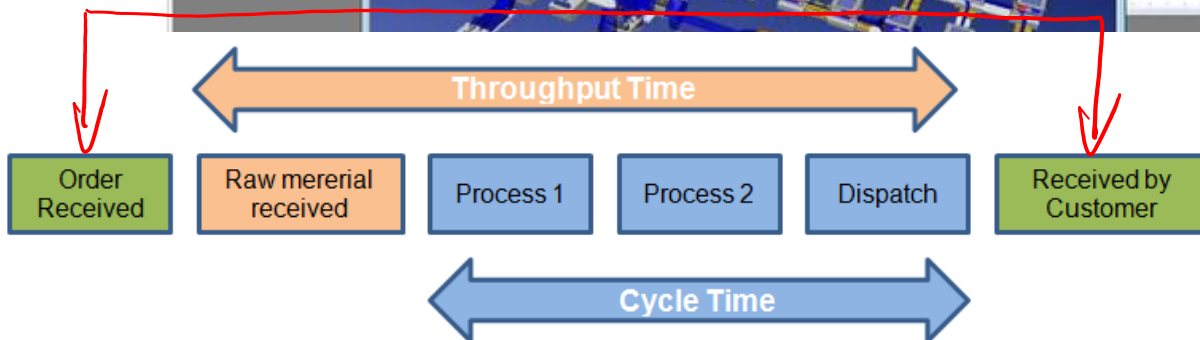 Throughput Time
Order
Received
Raw mererial
received
Process 1
Process 2
Dispatch
Received by
Customer
Cycle Time